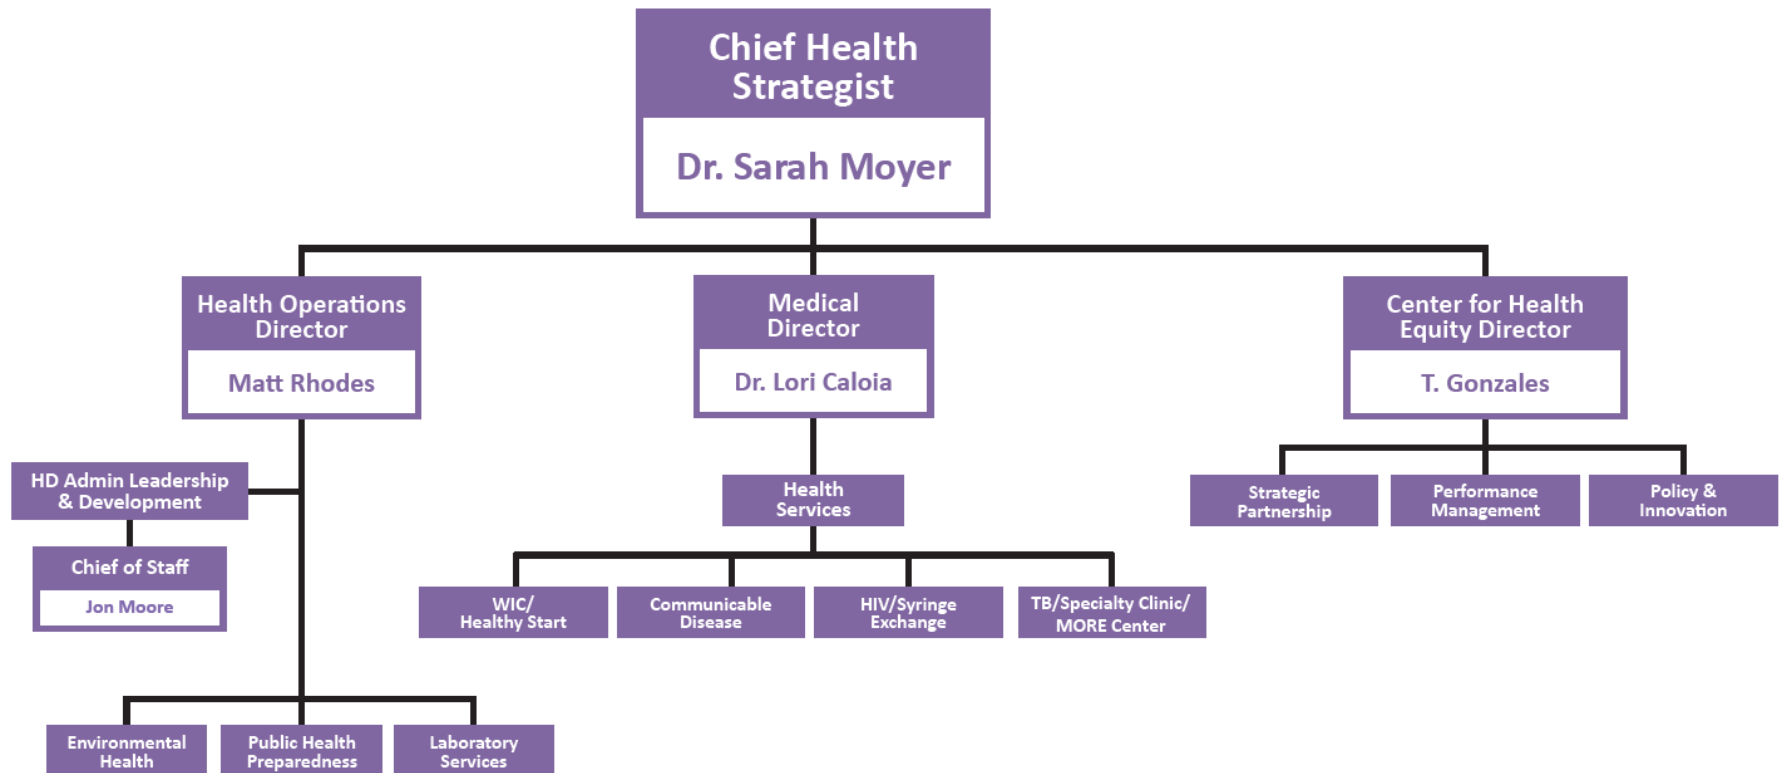 Chief Health
Strategist
Dr. Sarah Moyer
Health Operations
Director
Matt Rhodes
Medical
Director
Dr. Lori Caloia
Center for Health
Equity Director
T. Gonzales
HD Admin Leadership
& Development
Chief of Staff
Jon Moore
Health
Services
Strategic
Partnership
Performance
Management
Policy &
Innovation
WIC/
Healthy Start
Communicable
Disease
HIV/Syringe
Exchange
TB/Specialty Clinic/
MORE Center
Environmental
Health
Public Health
Preparedness
Laboratory
Services